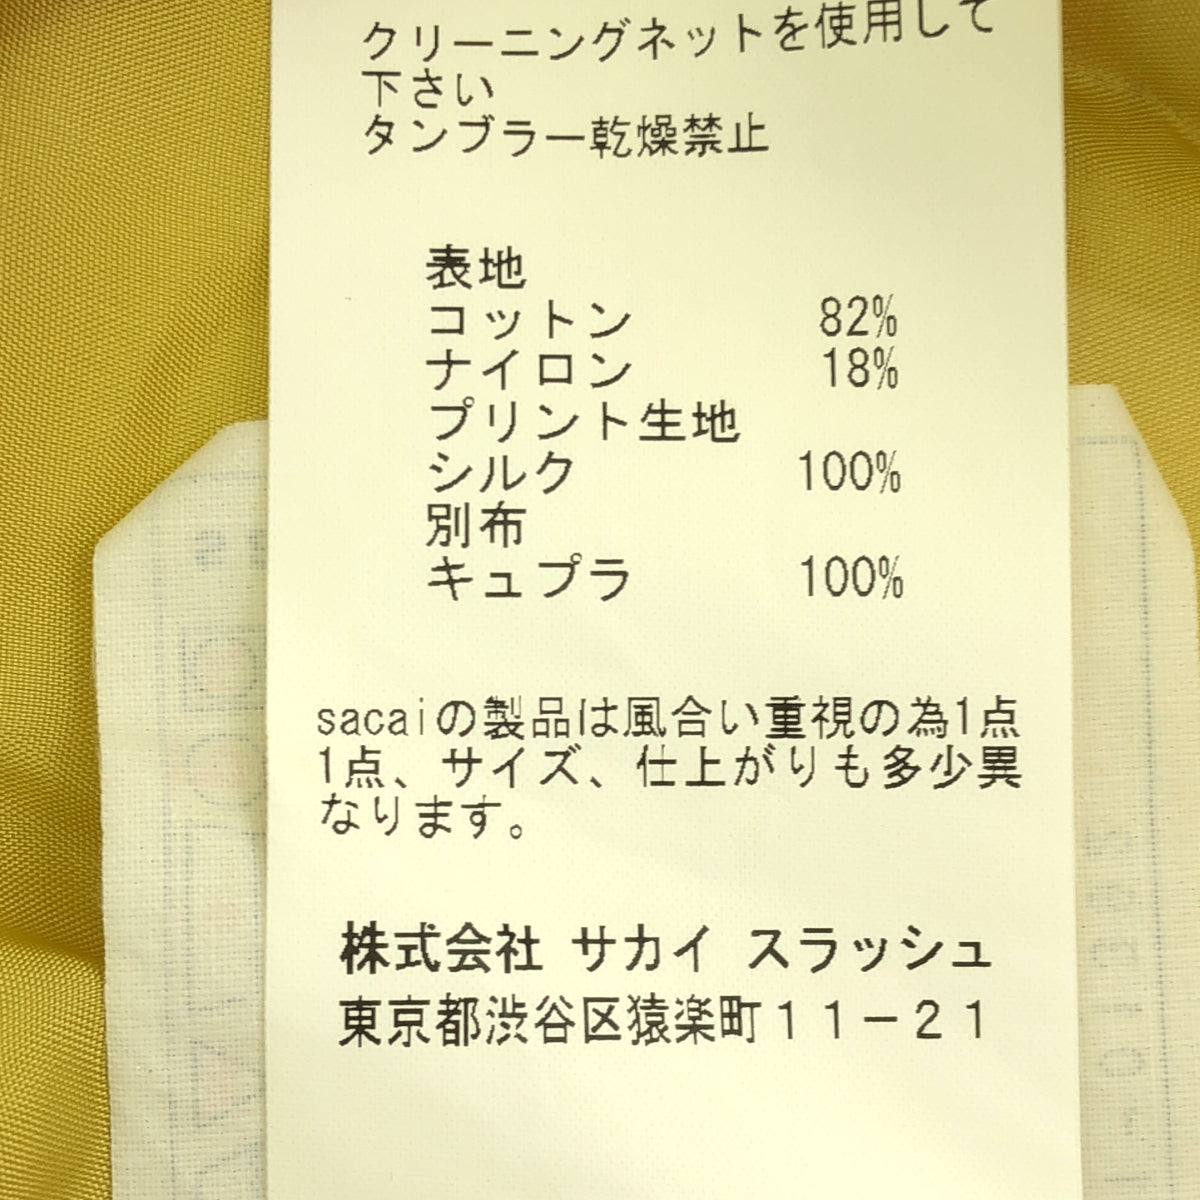 クリーニングネットを使用して
下さい
タンブラー乾燥禁止
表地
コットン 82%
ナイロン 18%
プリント生地
シルク 100%
別布
キュプラ 100%
sacaiの製品は風合い重視の為1点
1点、サイズ、仕上がりも多少異
なります。
株式会社 サカイ スラッシュ
東京都渋谷区猿楽町11-21